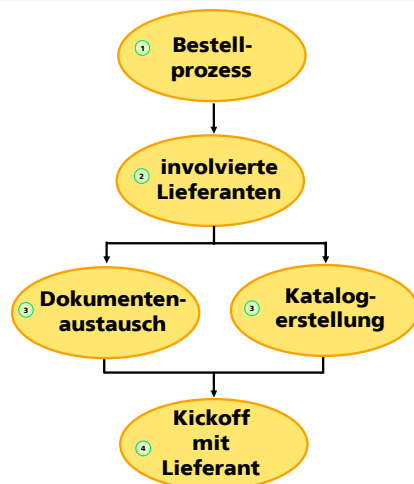 1
Bestell-
prozess
2
involvierte
Lieferanten
3
Dokumenten-
austausch
3
Katalog-
erstellung
4
Kickoff
mit
Lieferant